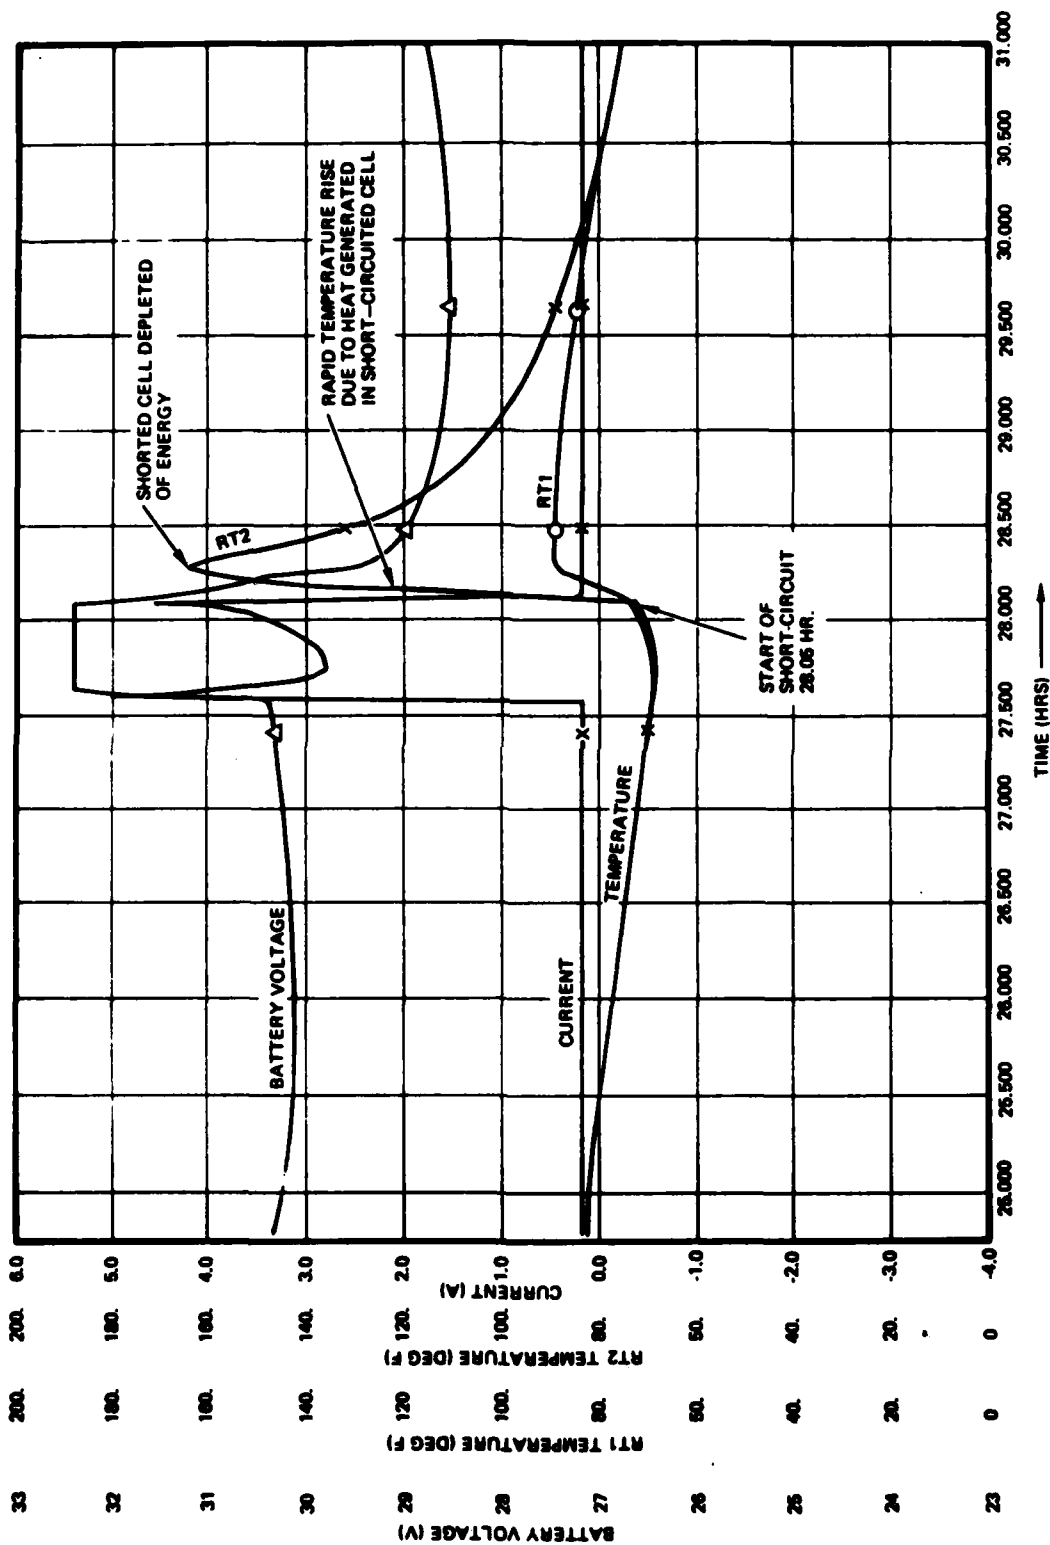 BATTERY VOLTAGE (V)
RT1 TEMPERATURE (DEG F)
RT2 TEMPERATURE (DEG F)
CURRENT (A)
33 200. 200. 6.0
32 180. 180. 5.0
31 160. 160. 4.0
30 140. 140. 3.0
29 120 120. 2.0
28 100. 100. 1.0
27 80. 80. 0.0
26 60. 60. -1.0
25 40. 40. -2.0
24 20. 20. -3.0
23 0 0 -4.0
BATTERY VOLTAGE
CURRENT
TEMPERATURE
SHORTED CELL DEPLETED
OF ENERGY
RT2
RAPID TEMPERATURE RISE
DUE TO HEAT GENERATED
IN SHORT-CIRCUITED CELL
RT1
START OF
SHORT-CIRCUIT
28.05 HR.
25.000 25.500 26.000 26.500 27.000 27.500 28.000 28.500 29.000 29.500 30.000 30.500 31.000
TIME (HRS)